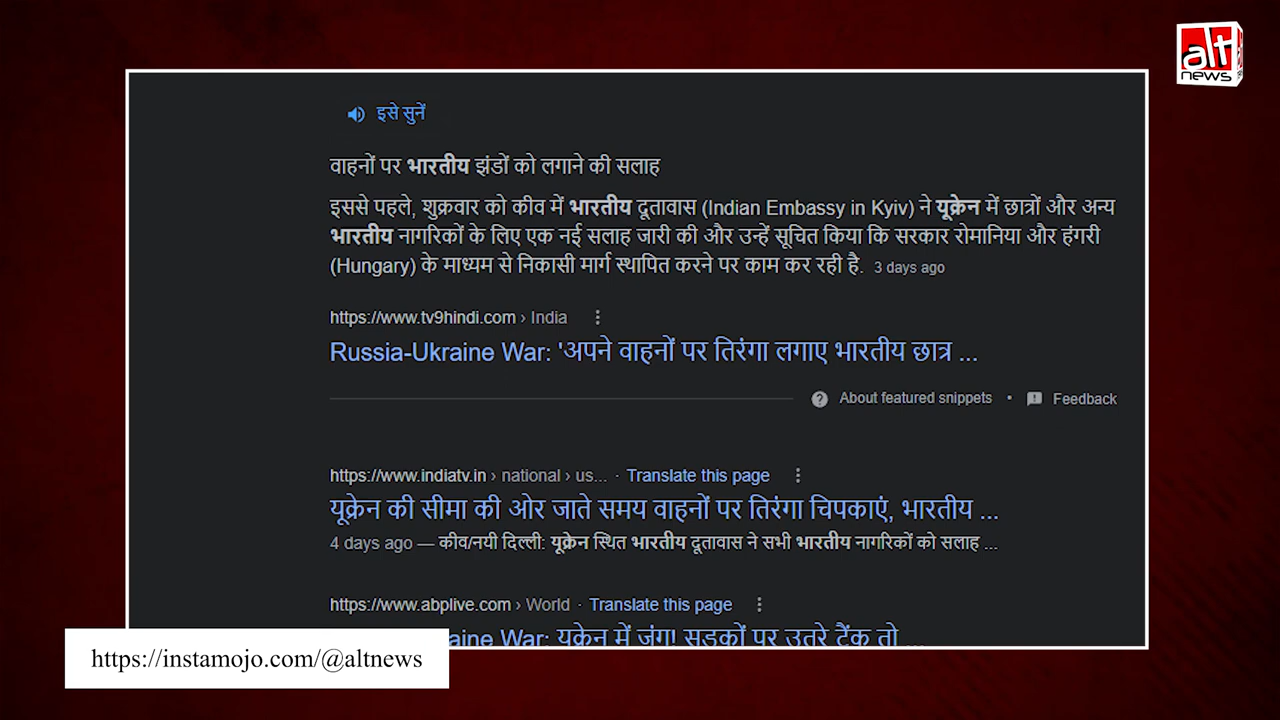 alt
news
इसे सुनें
वाहनों पर भारतीय झंडों को लगाने की सलाह
इससे पहले, शुक्रवार को कीव में भारतीय दूतावास (Indian Embassy in Kyiv) ने यूक्रेन में छात्रों और अन्य
भारतीय नागरिकों के लिए एक नई सलाह जारी की और उन्हें सूचित किया कि सरकार रोमानिया और हंगरी
(Hungary) के माध्यम से निकासी मार्ग स्थापित करने पर काम कर रही है. 3 days ago
https://www.tv9hindi.com › India
Russia-Ukraine War: 'अपने वाहनों पर तिरंगा लगाए भारतीय छात्र ...
About featured snippets • Feedback
https://www.indiatv.in › national › us... · Translate this page
यूक्रेन की सीमा की ओर जाते समय वाहनों पर तिरंगा चिपकाएं, भारतीय ...
4 days ago — कीव/नयी दिल्ली: यूक्रेन स्थित भारतीय दूतावास ने सभी भारतीय नागरिकों को सलाह ...
https://www.abplive.com › World · Translate this page
aine War: यूक्रेन में जंग! सड़कों पर उतरे टैंक तो ...
https://instamojo.com/@altnews